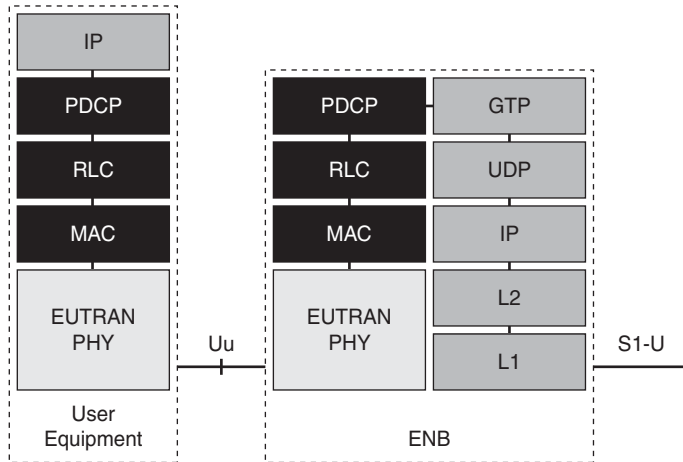 IP
PDCP
RLC
MAC
EUTRAN
PHY
User
Equipment
Uu
PDCP
RLC
MAC
EUTRAN
PHY
GTP
UDP
IP
L2
L1
ENB
S1-U